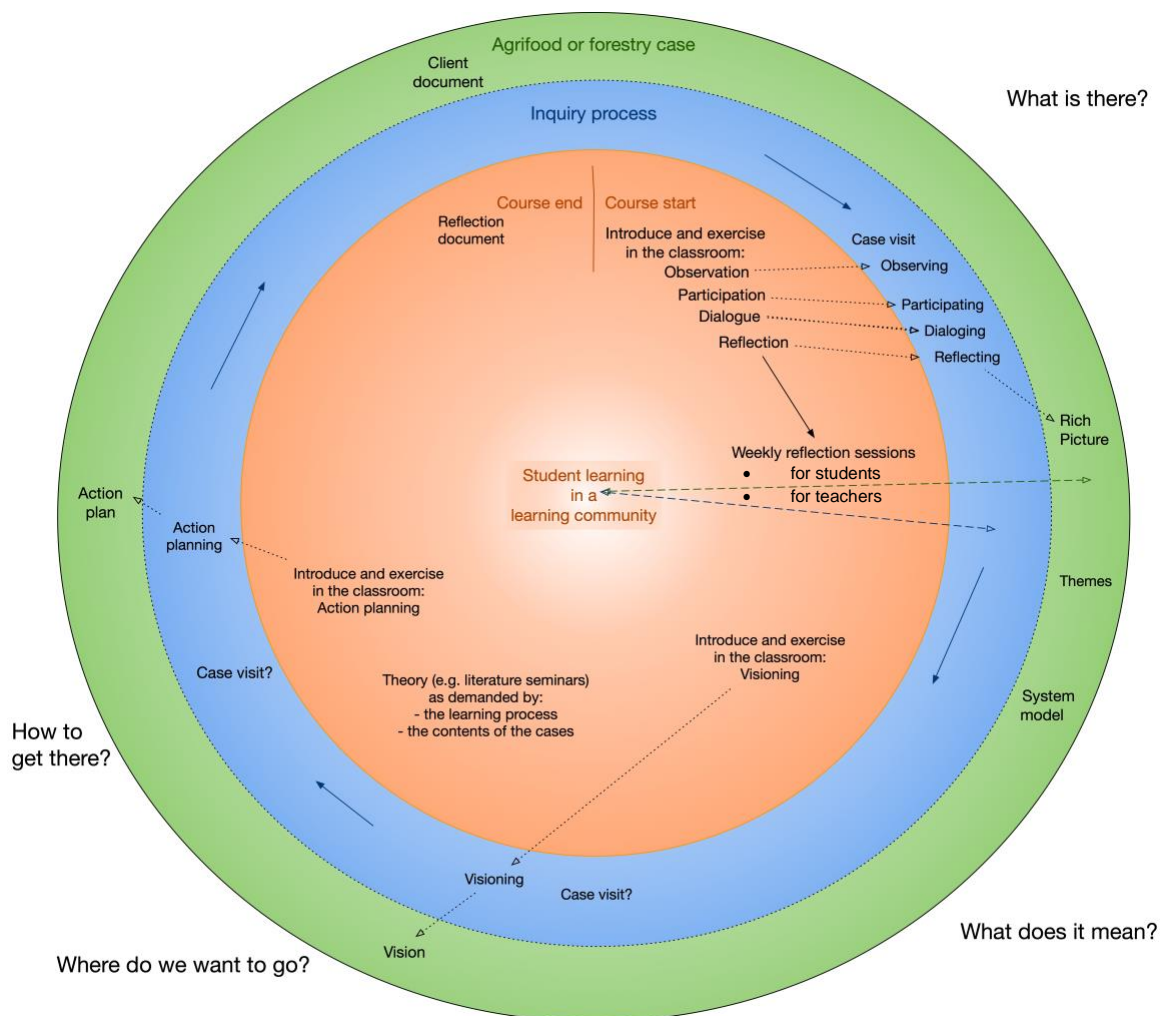 Agrifood or forestry case
Client
document
What is there?
Inquiry process
Course end
Course start
Reflection
document
Introduce and exercise
in the classroom:
Observation
Participation
Dialogue
Reflection
Case visit
Observing
Participating
Dialoging
Reflecting
Rich
Picture
Weekly reflection sessions
• for students
• for teachers
Student learning
in a
learning community
Action
plan
Action
planning
Introduce and exercise
in the classroom:
Action planning
Themes
Introduce and exercise
in the classroom:
Visioning
Case visit?
Theory (e.g. literature seminars)
as demanded by:
- the learning process
- the contents of the cases
System
model
How to
get there?
Visioning
Case visit?
Vision
What does it mean?
Where do we want to go?